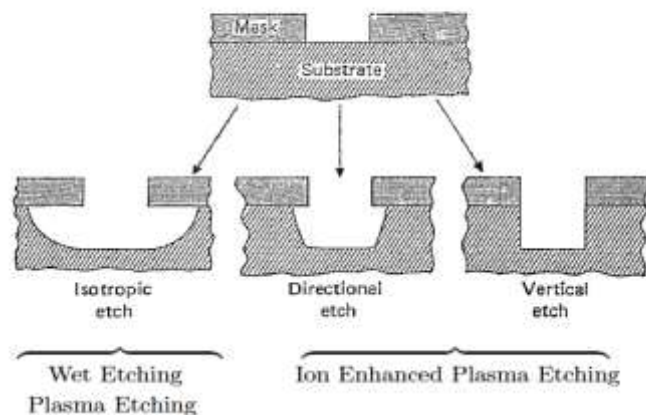 Mask
Substrate
Isotropic
etch
Directional
etch
Vertical
etch
Wet Etching
Plasma Etching
Ion Enhanced Plasma Etching